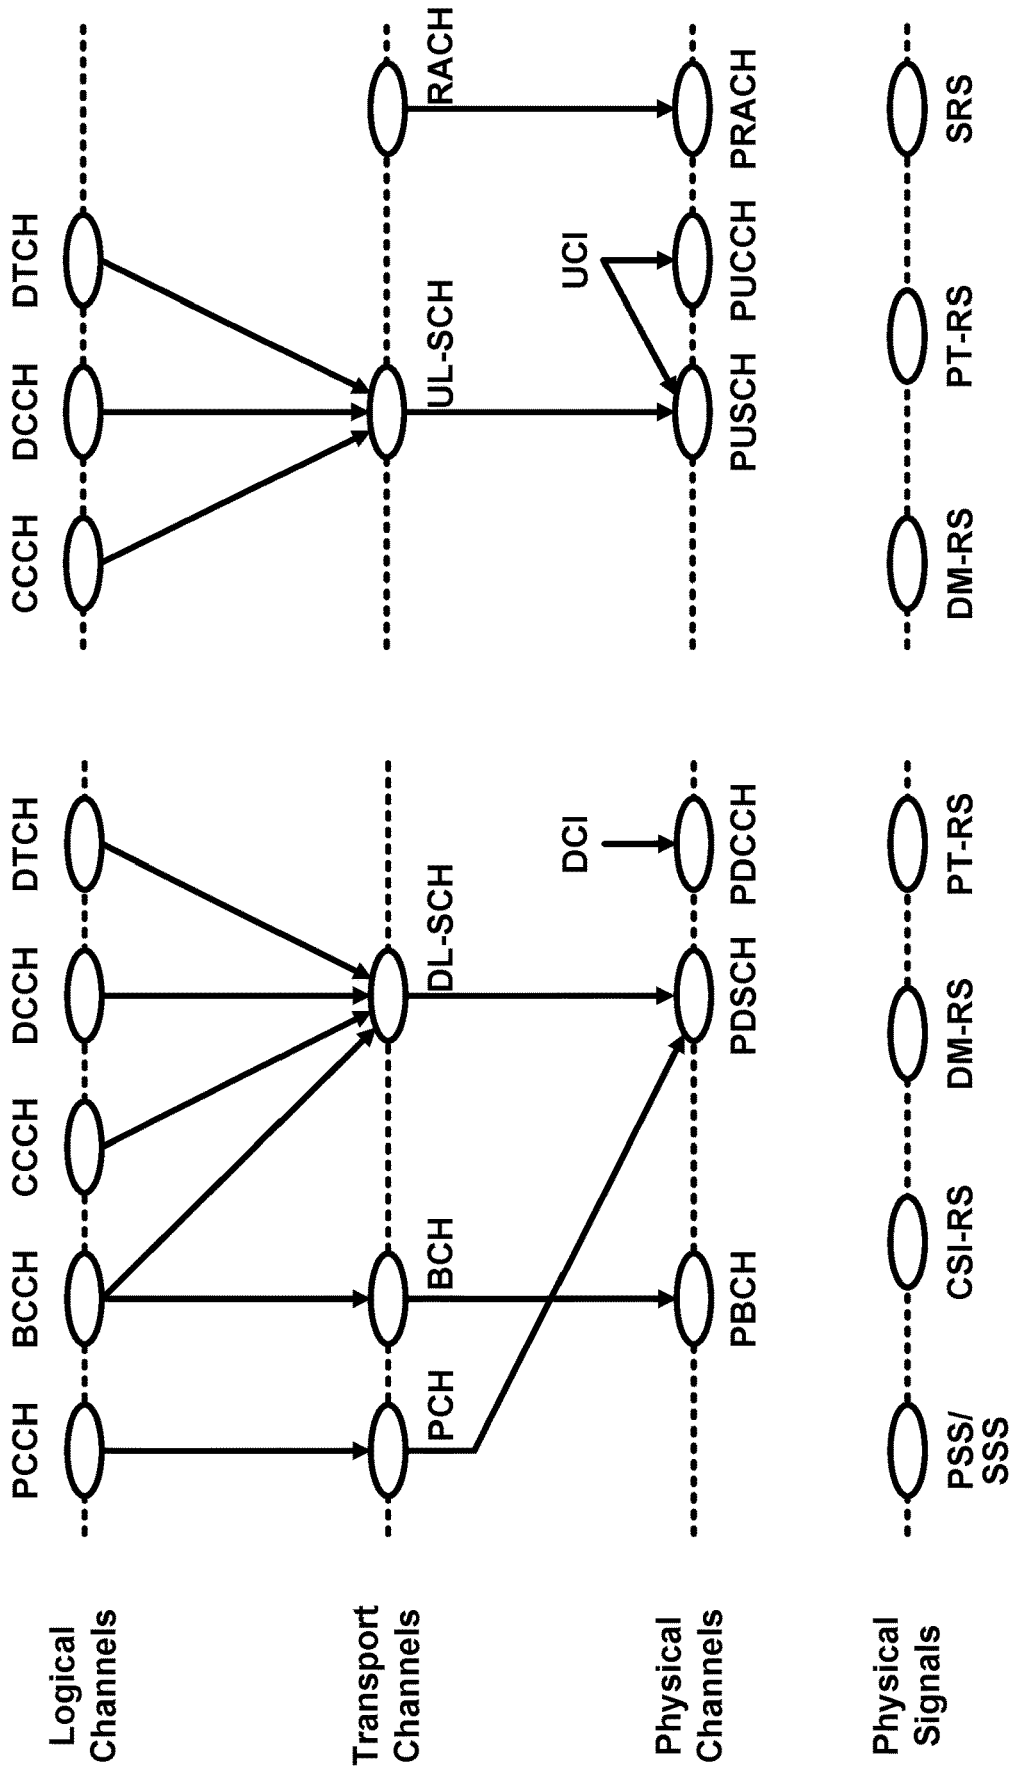 Logical
Channels
PCCH
BCCH
CCCH
DCCH
DTCH
CCCH
DCCH
DTCH
Transport
Channels
PCH
BCH
DL-SCH
UL-SCH
RACH
DCI
UCI
Physical
Channels
PBCH
PDSCH
PDCCH
PUSCH
PUCCH
PRACH
Physical
Signals
PSS/
SSS
CSI-RS
DM-RS
PT-RS
DM-RS
PT-RS
SRS